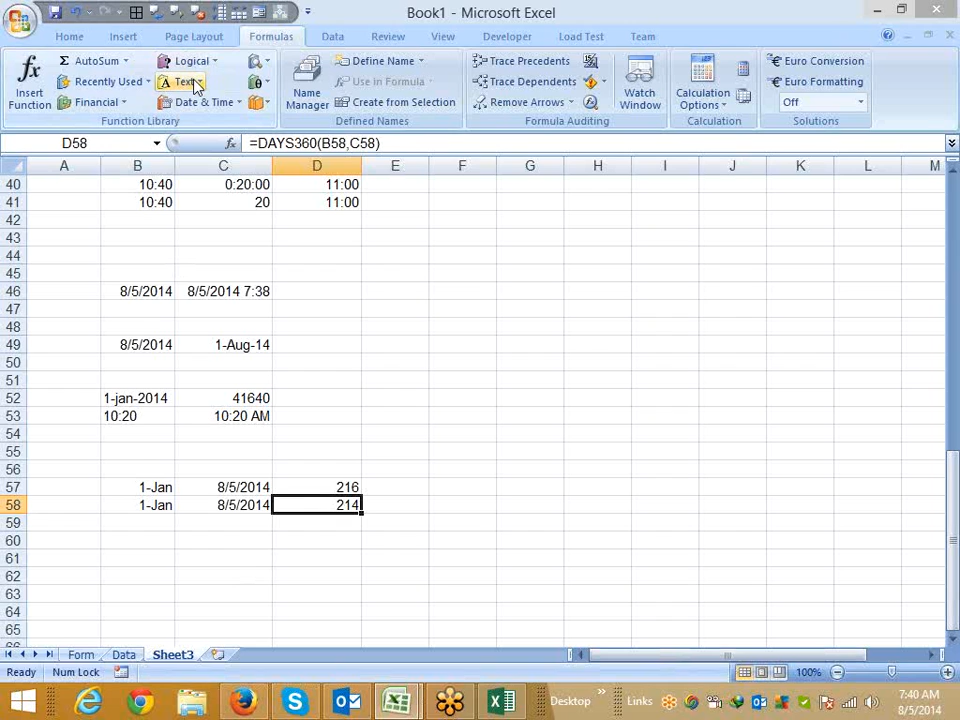 Book1 - Microsoft Excel
Home Insert Page Layout Formulas Data Review View Developer Load Test Team
fx Insert Function
Σ AutoSum
Recently Used
Financial
Logical
Text
Date & Time
Function Library
Name Manager
Define Name
Use in Formula
Create from Selection
Defined Names
Trace Precedents
Trace Dependents
Remove Arrows
Formula Auditing
Watch Window
Calculation Options
Calculation
Euro Conversion
Euro Formatting
Off
Solutions
D58 fx =DAYS360(B58,C58)
A B C D E F G H I J K L M
40 10:40 0:20:00 11:00
41 10:40 20 11:00
42
43
44
45
46 8/5/2014 8/5/2014 7:38
47
48
49 8/5/2014 1-Aug-14
50
51
52 1-jan-2014 41640
53 10:20 10:20 AM
54
55
56
57 1-Jan 8/5/2014 216
58 1-Jan 8/5/2014 214
59
60
61
62
63
64
65
66
Form Data Sheet3
Ready Num Lock 100%
Desktop » Links 7:40 AM
8/5/2014